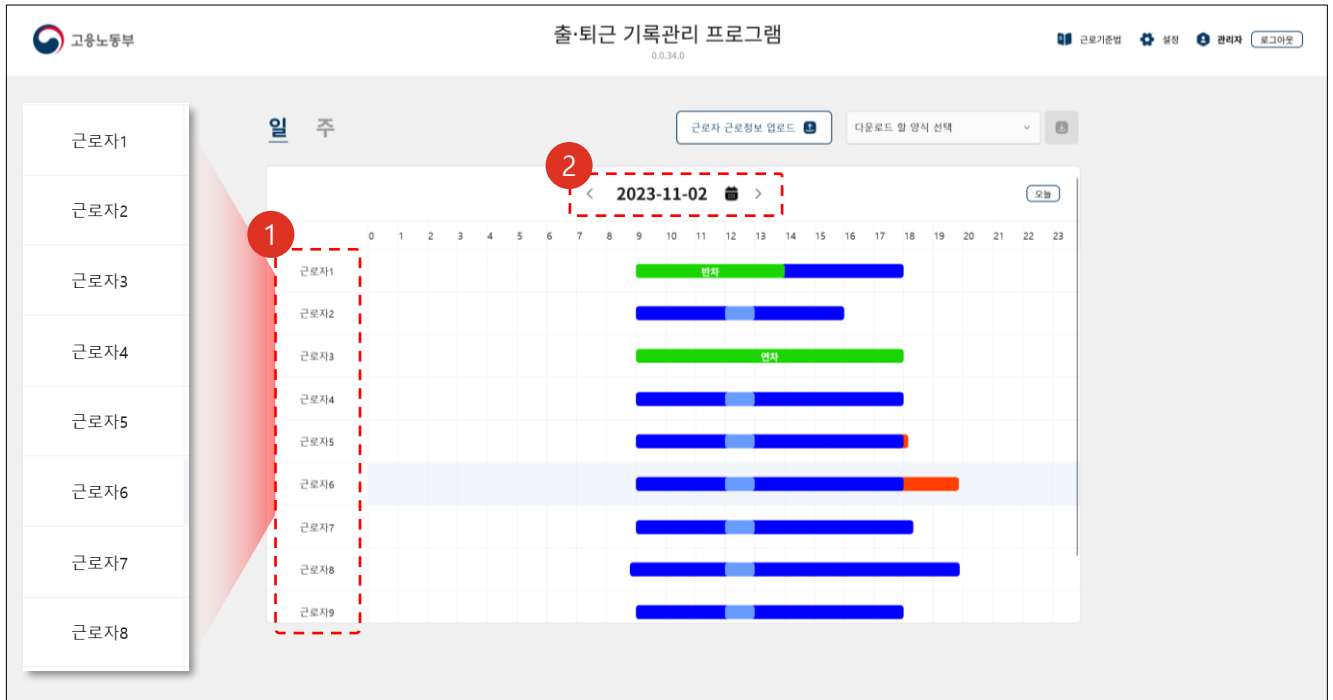 고용노동부
출·퇴근 기록관리 프로그램
0.0.34.0
근로기준법 설정 관리자 로그아웃
근로자1
근로자2
근로자3
근로자4
근로자5
근로자6
근로자7
근로자8
일 주
근로자 근로정보 업로드
다운로드 할 양식 선택
2
2023-11-02
오늘
1
0 1 2 3 4 5 6 7 8 9 10 11 12 13 14 15 16 17 18 19 20 21 22 23
근로자1 반차
근로자2
근로자3 연차
근로자4
근로자5
근로자6
근로자7
근로자8
근로자9